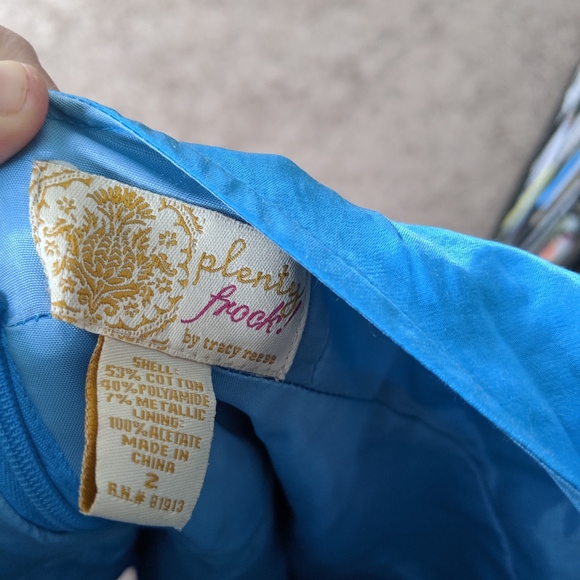 plenty
frock!
by tracy reese
SHELL:
53% COTTON
40% POLYAMIDE
7% METALLIC
LINING:
100% ACETATE
MADE IN
CHINA
2
R.N.# 81913